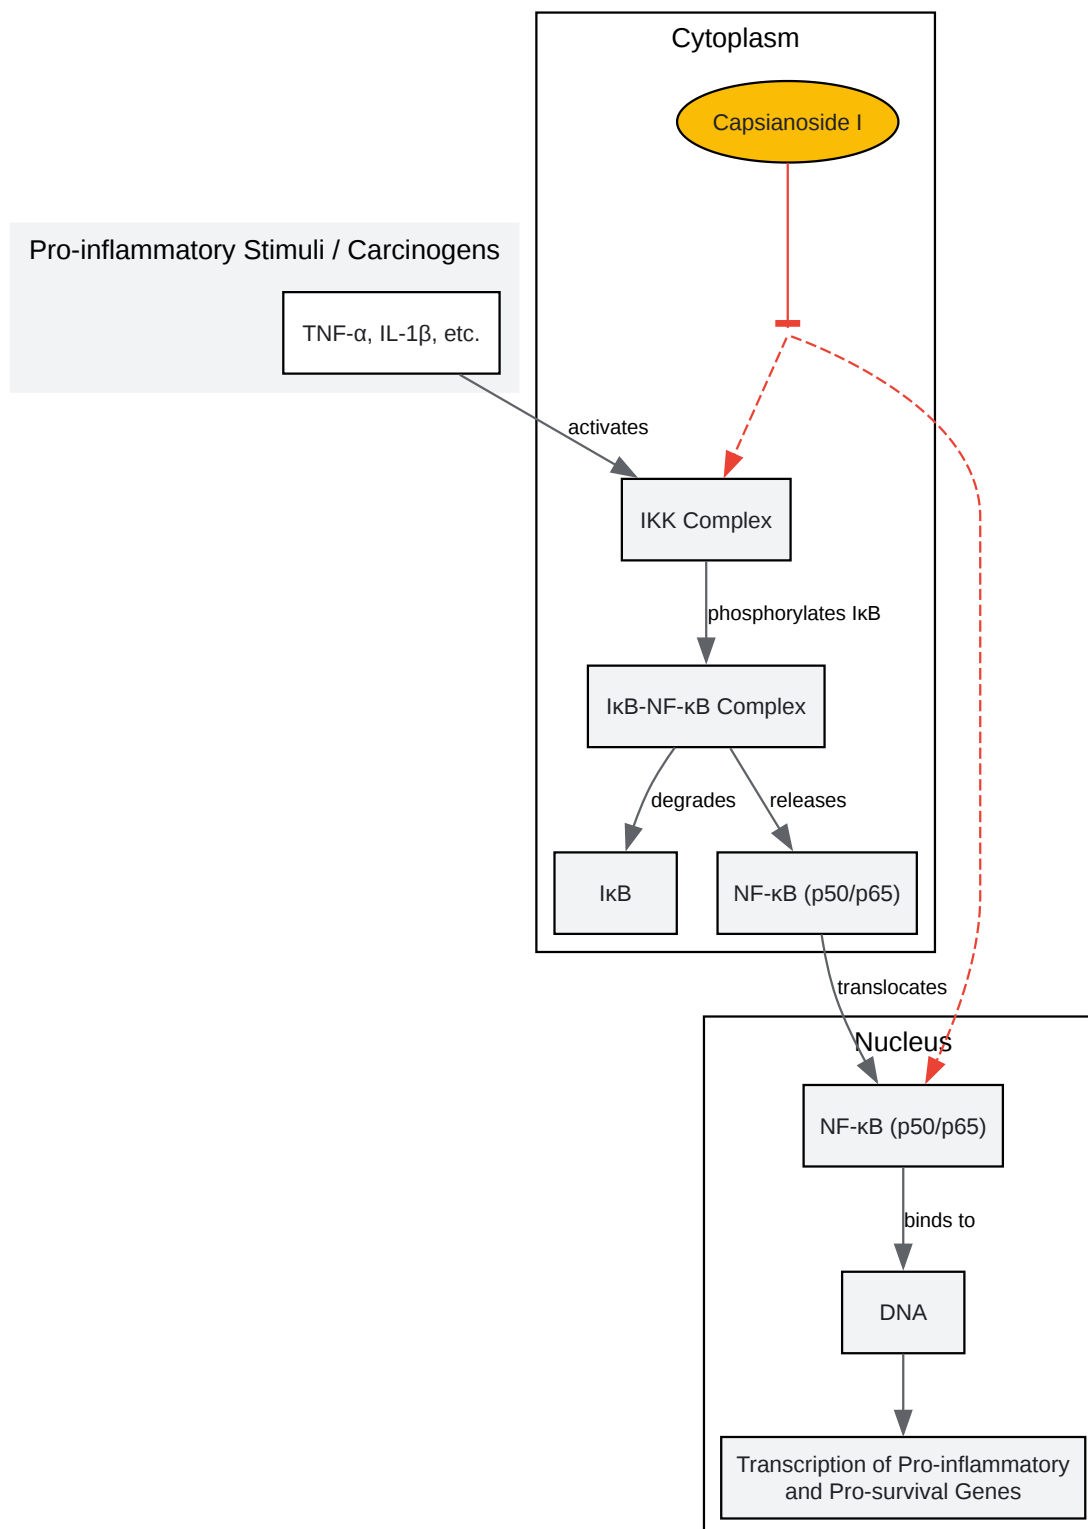 Cytoplasm
Capsianoside I
Pro-inflammatory Stimuli / Carcinogens
TNF-α, IL-1β, etc.
activates
IKK Complex
phosphorylates IκB
IκB-NF-κB Complex
degrades
releases
IκB
NF-κB (p50/p65)
translocates
Nucleus
NF-κB (p50/p65)
binds to
DNA
Transcription of Pro-inflammatory
and Pro-survival Genes